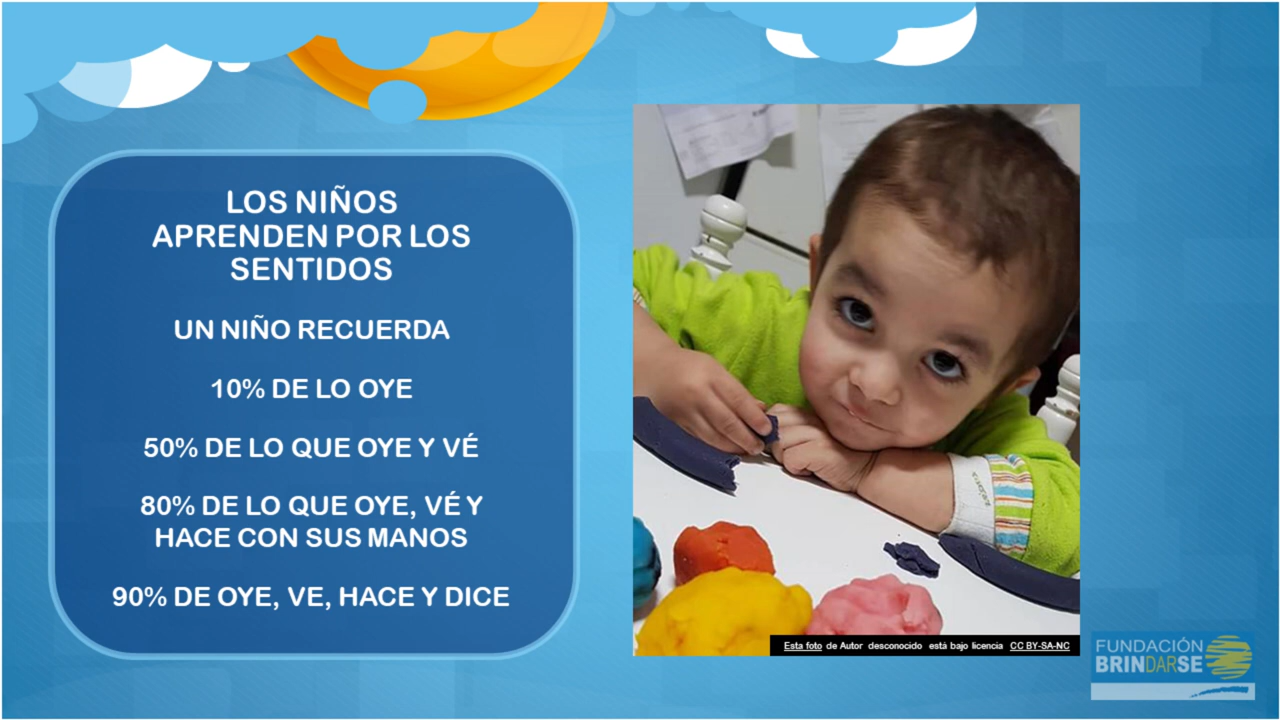 LOS NIÑOS
APRENDEN POR LOS
SENTIDOS
UN NIÑO RECUERDA
10% DE LO OYE
50% DE LO QUE OYE Y VÉ
80% DE LO QUE OYE, VÉ Y
HACE CON SUS MANOS
90% DE OYE, VE, HACE Y DICE
Esta foto de Autor desconocido está bajo licencia CC BY-SA-NC
FUNDACIÓN
BRINDARSE